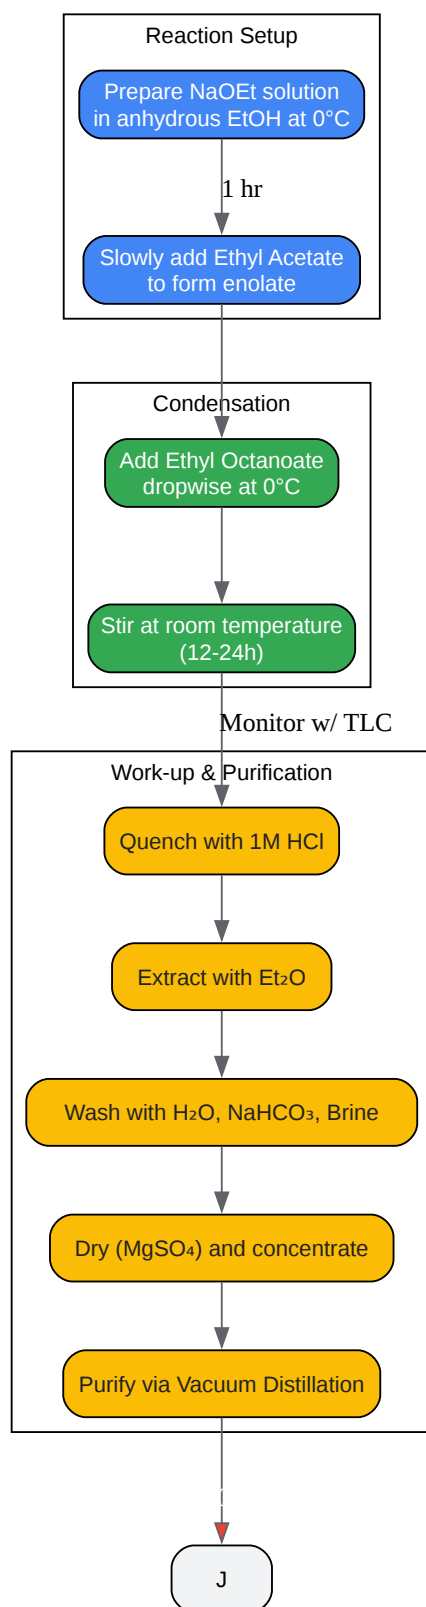 Reaction Setup
Prepare NaOEt solution
in anhydrous EtOH at 0°C
1 hr
Slowly add Ethyl Acetate
to form enolate
Condensation
Add Ethyl Octanoate
dropwise at 0°C
Stir at room temperature
(12-24h)
Monitor w/ TLC
Work-up & Purification
Quench with 1M HCl
Extract with Et₂O
Wash with H₂O, NaHCO₃, Brine
Dry (MgSO₄) and concentrate
Purify via Vacuum Distillation
J